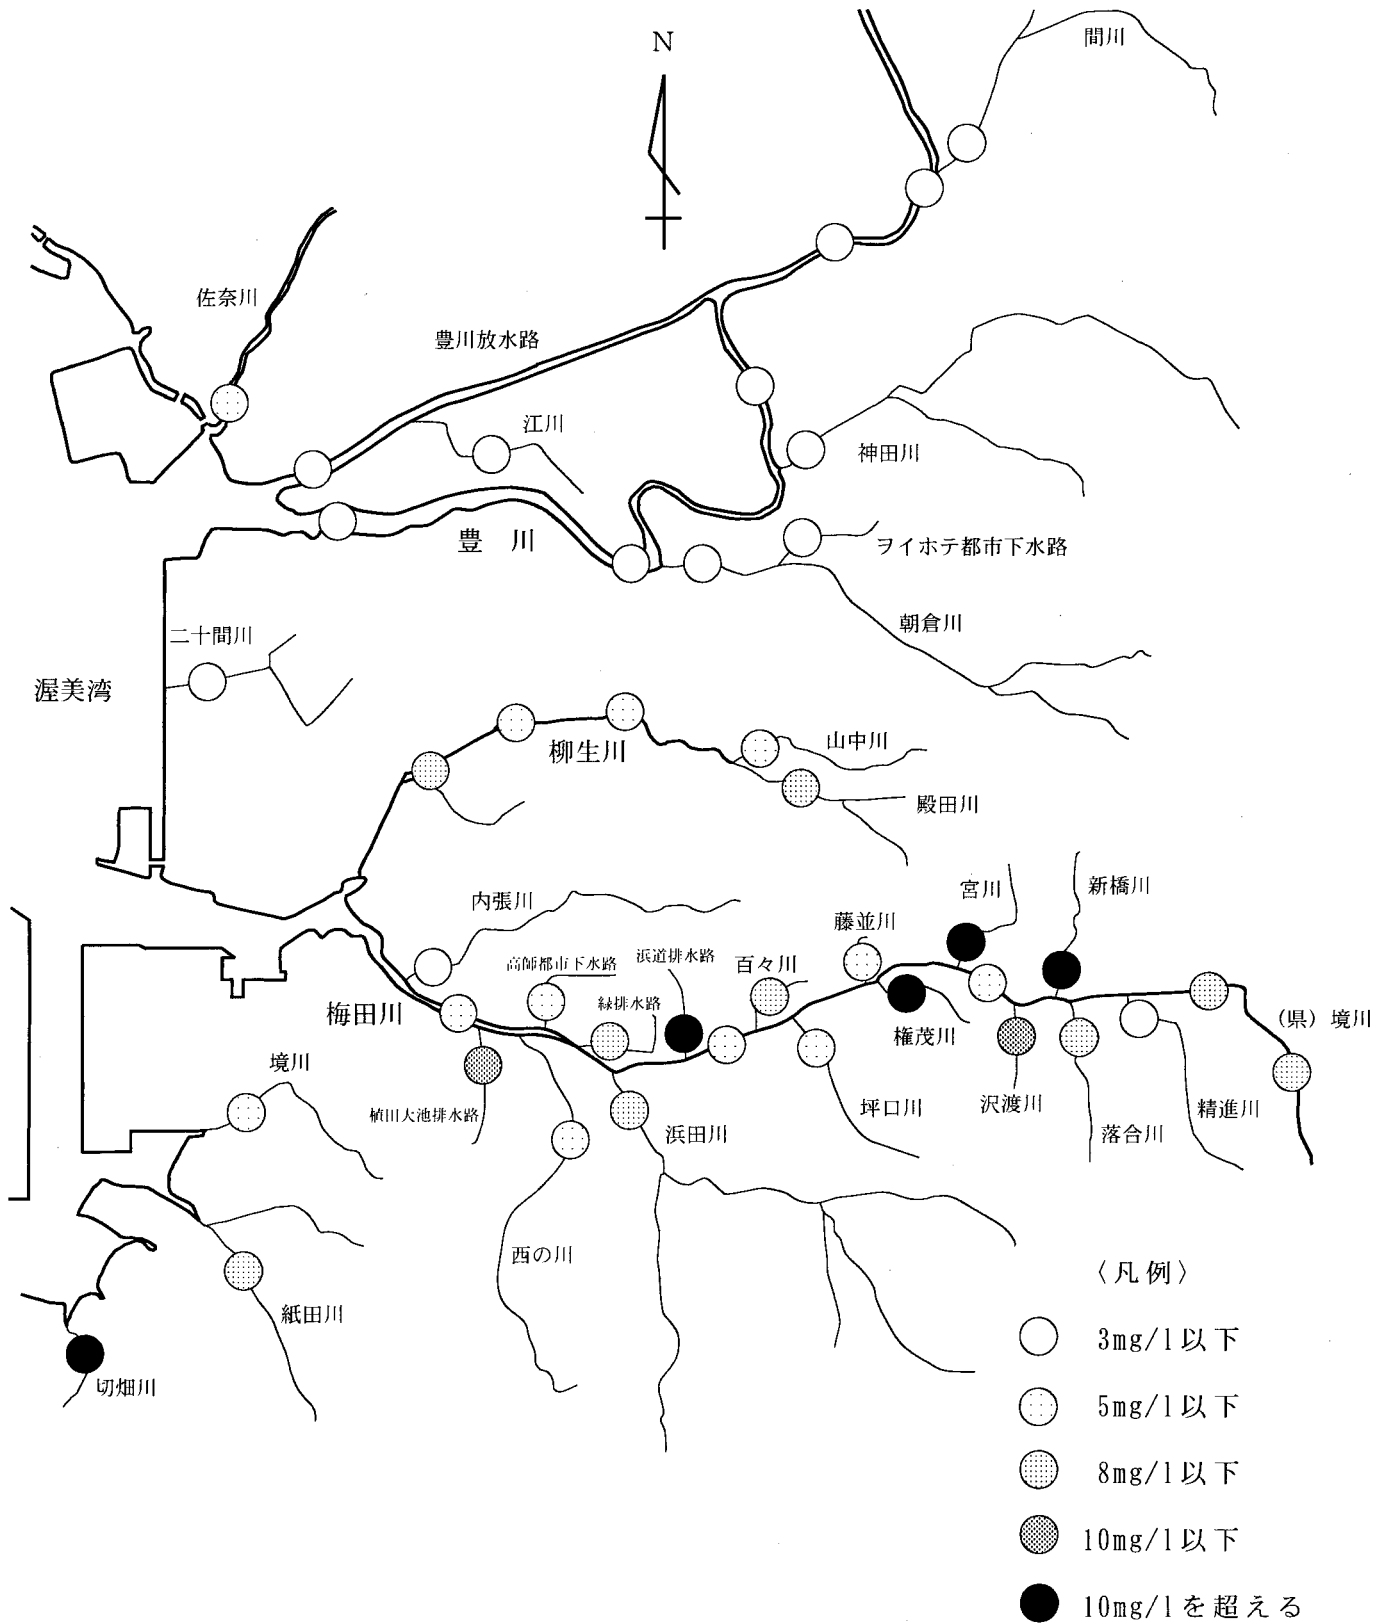 N
間川
佐奈川
豊川放水路
江川
神田川
豊 川
ヲイホテ都市下水路
朝倉川
二十間川
渥美湾
柳生川
山中川
殿田川
内張川
高師都市下水路
浜道排水路
緑排水路
百々川
藤並川
宮川
新橋川
梅田川
権茂川
(県)境川
境川
植田大池排水路
浜田川
坪口川
沢渡川
落合川
精進川
西の川
紙田川
切畑川
〈凡例〉
3mg/l以下
5mg/l以下
8mg/l以下
10mg/l以下
10mg/lを超える